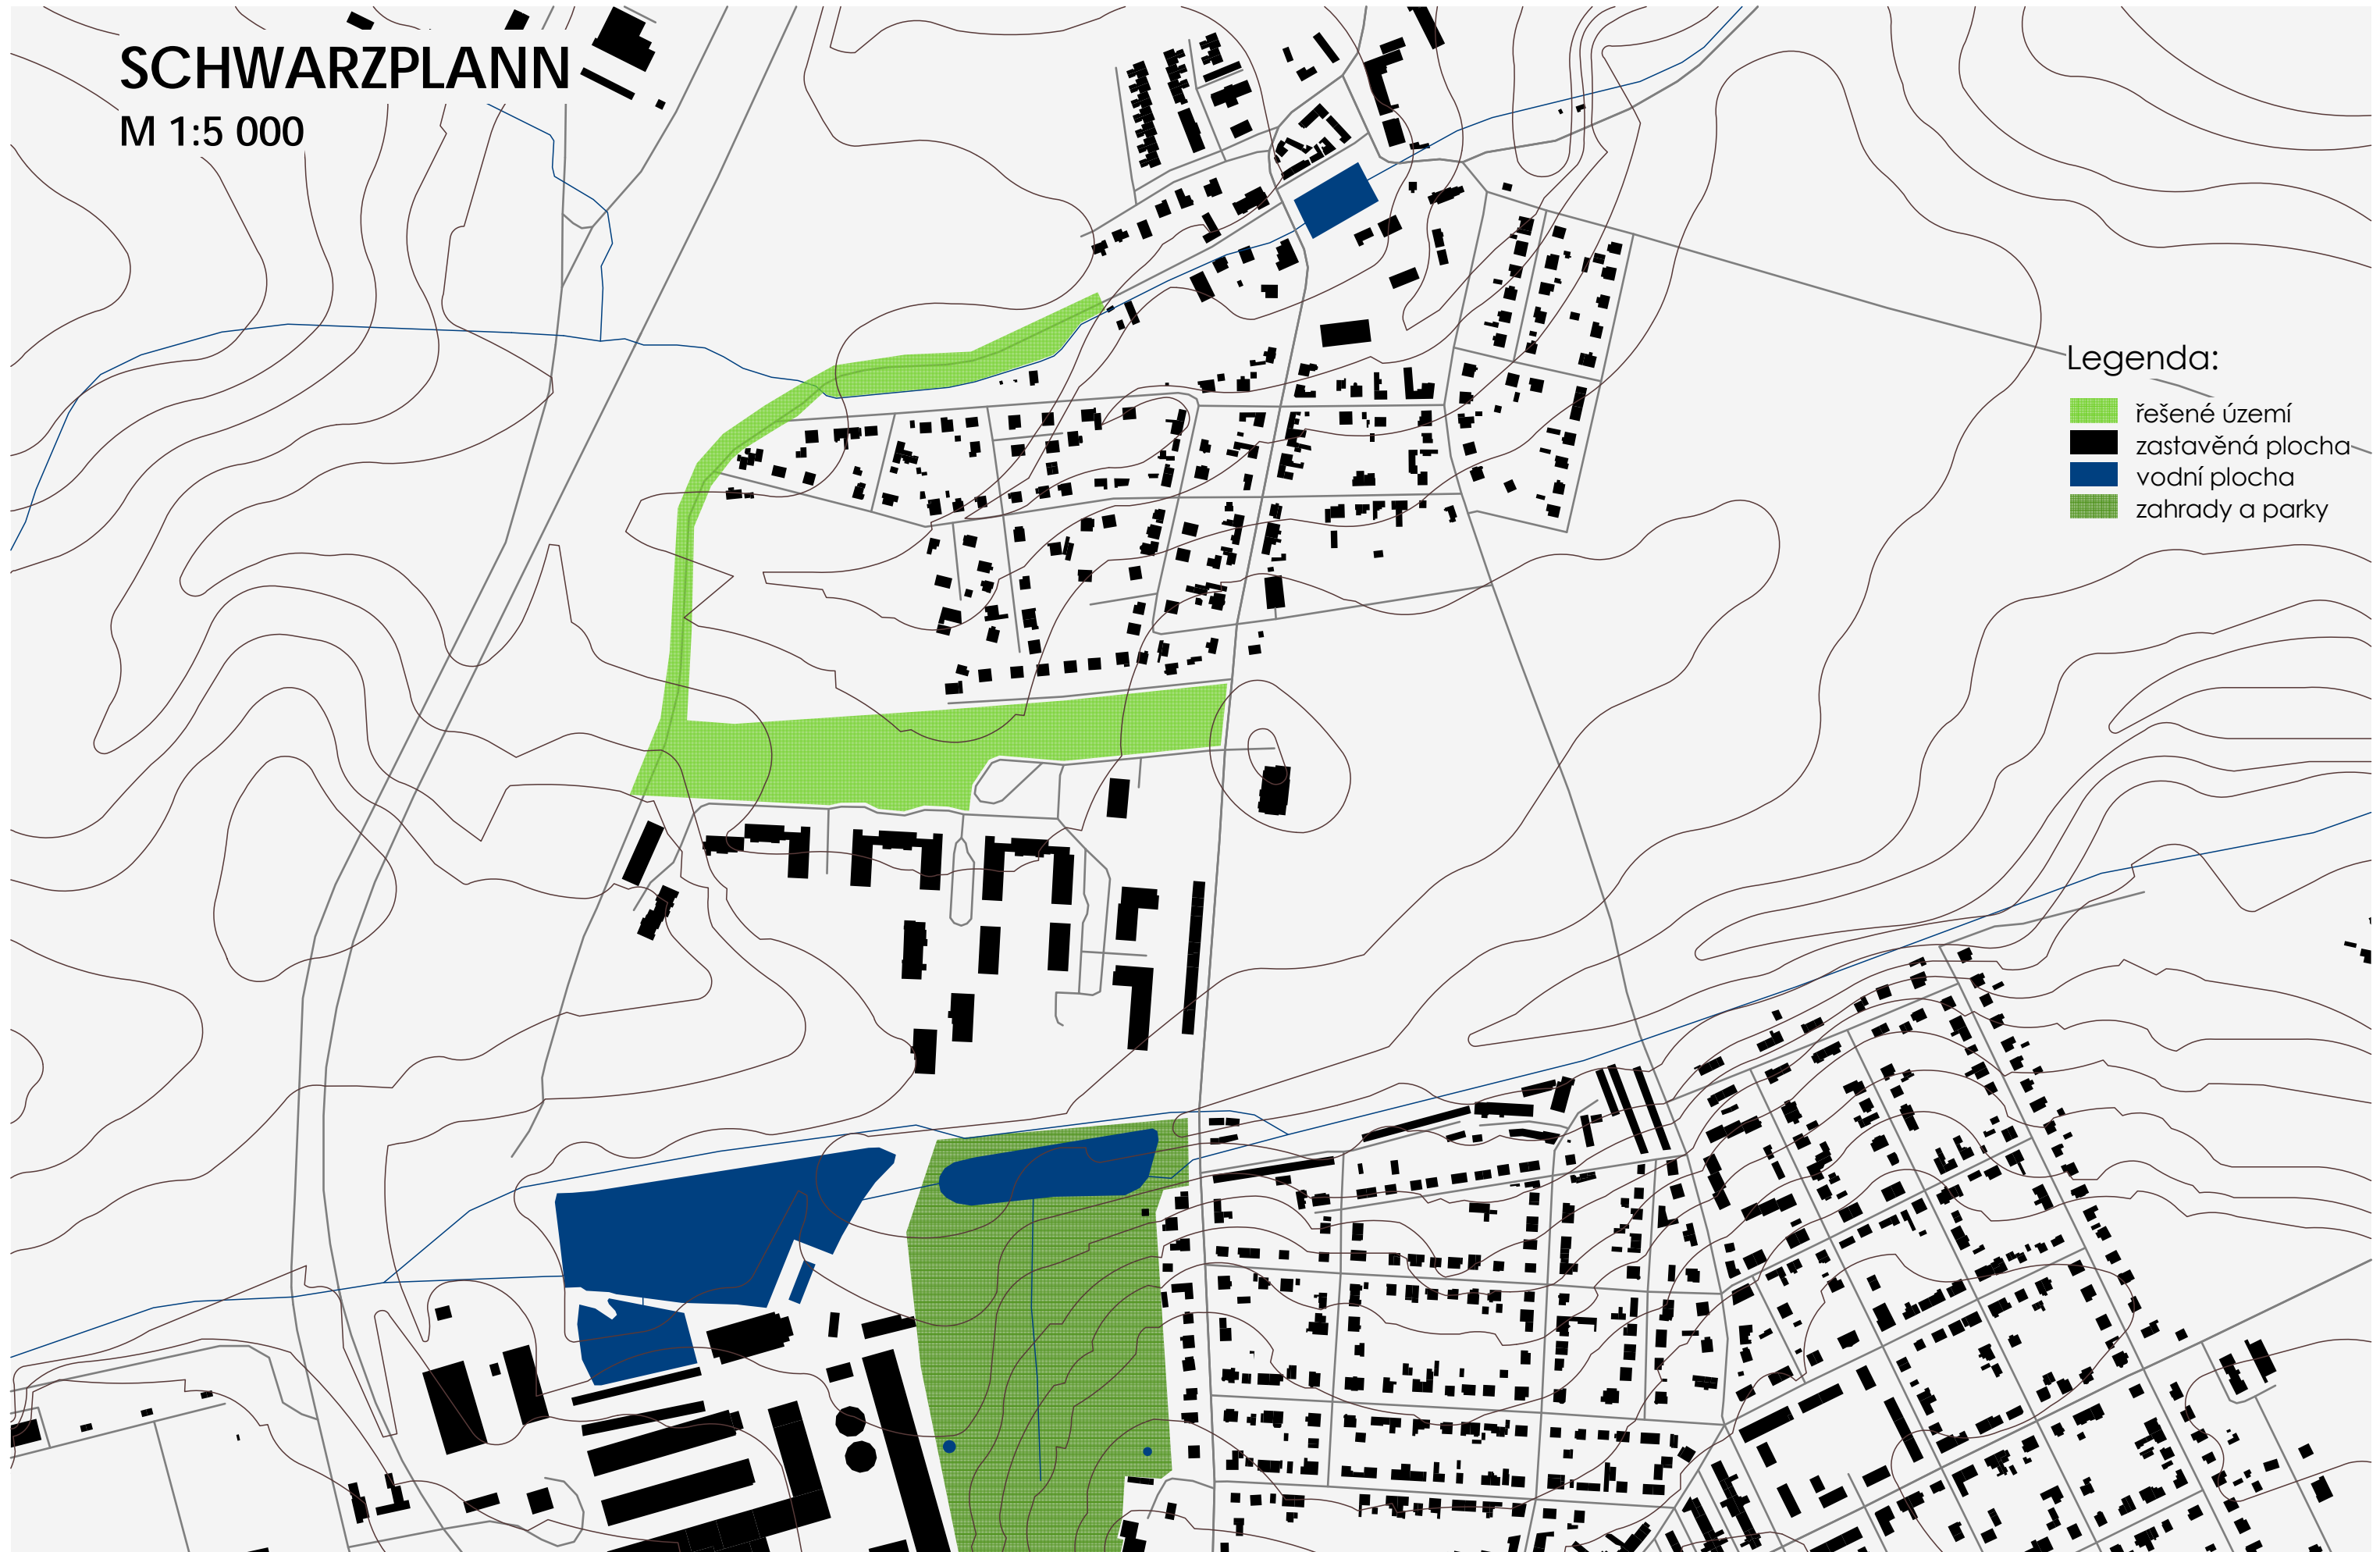 SCHWARZPLANN
M 1:5 000
Legenda:
řešené území
zastavěná plocha
vodní plocha
zahrady a parky